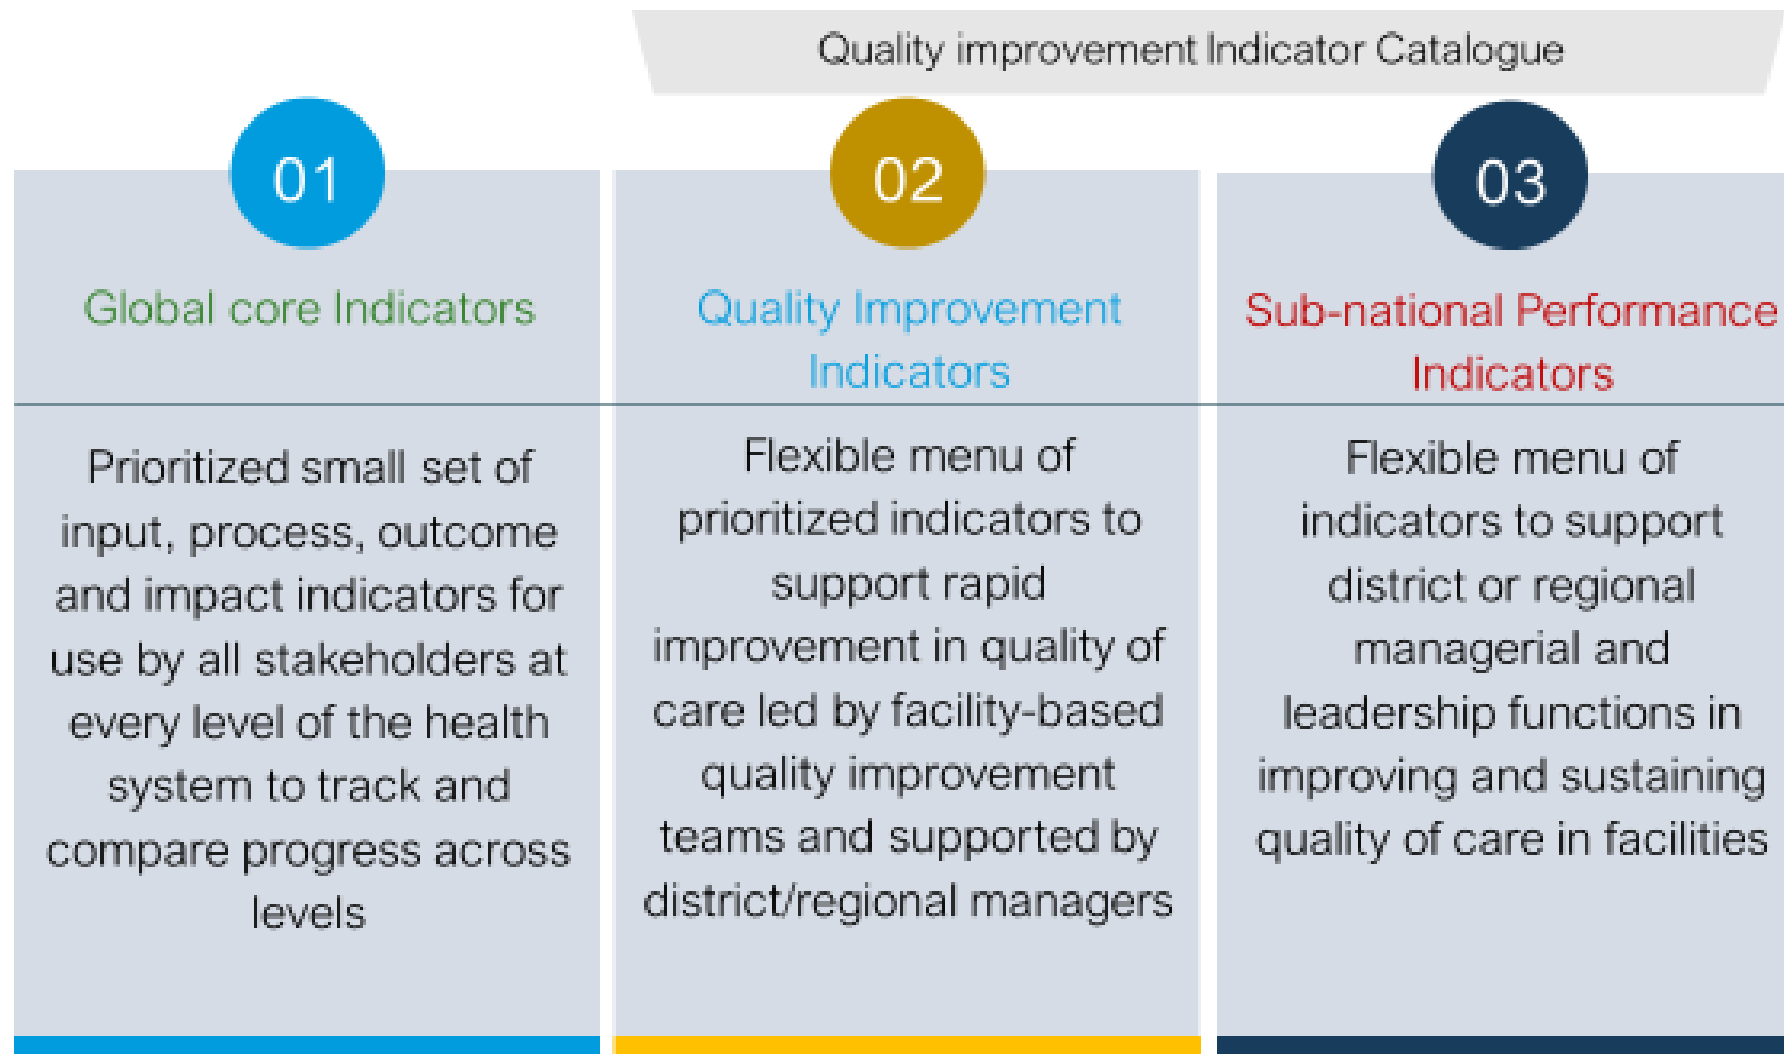 Quality improvement Indicator Catalogue
01
Global core Indicators
Prioritized small set of
input, process, outcome
and impact indicators for
use by all stakeholders at
every level of the health
system to track and
compare progress across
levels
02
Quality Improvement
Indicators
Flexible menu of
prioritized indicators to
support rapid
improvement in quality of
care led by facility-based
quality improvement
teams and supported by
district/regional managers
03
Sub-national Performance
Indicators
Flexible menu of
indicators to support
district or regional
managerial and
leadership functions in
improving and sustaining
quality of care in facilities